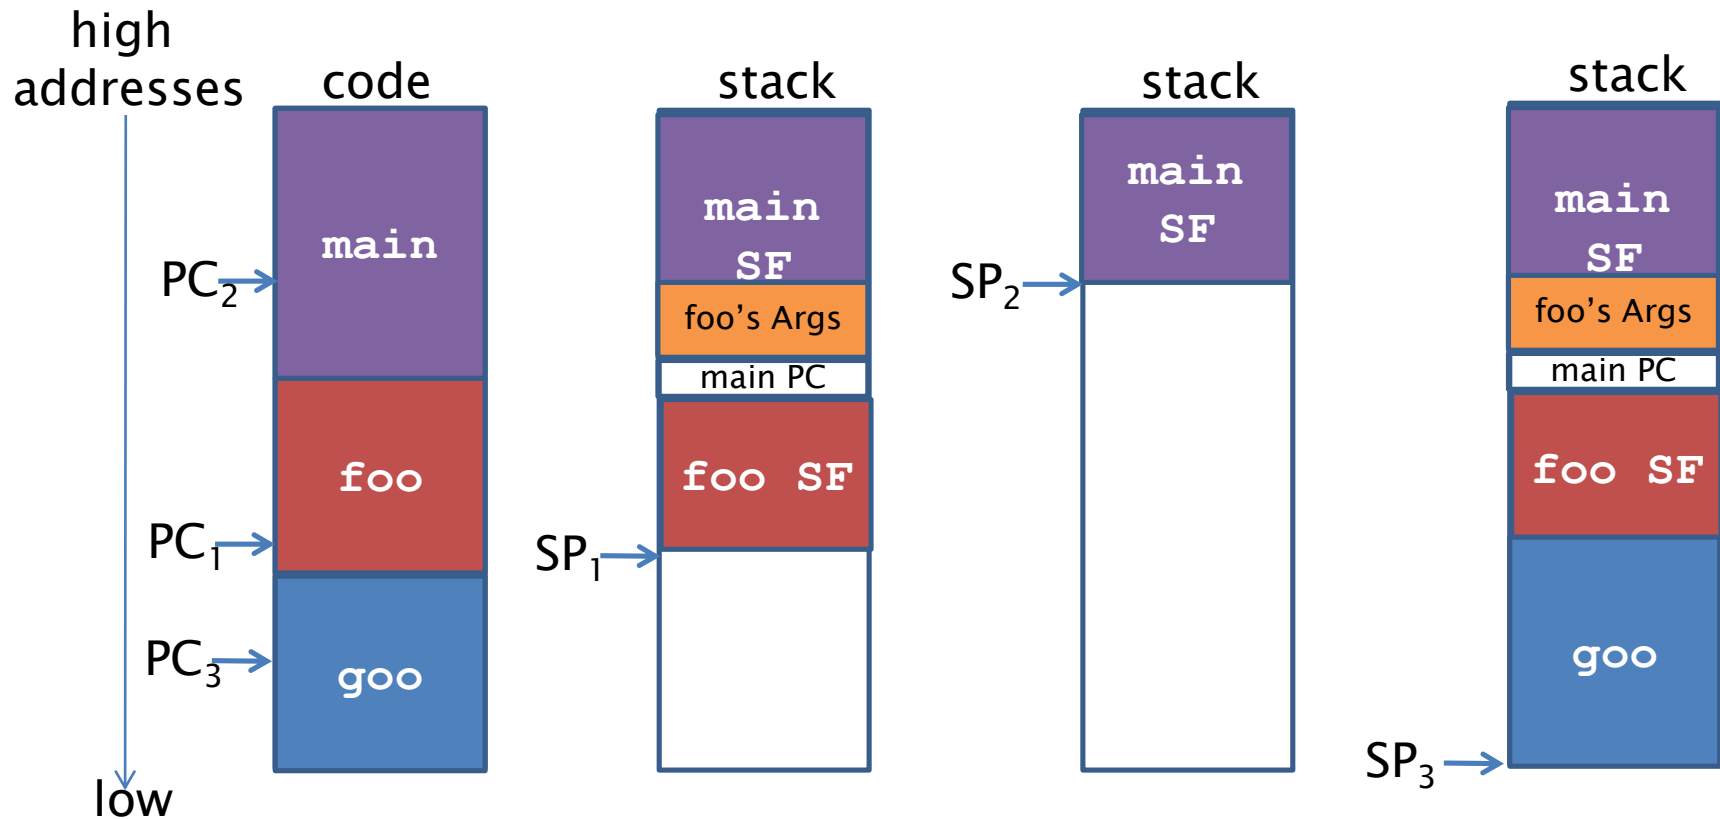 high
addresses
low
code
main
foo
goo
PC₂
PC₁
PC₃
stack
main
SF
foo's Args
main PC
foo SF
SP₁
stack
main
SF
SP₂
stack
main
SF
foo's Args
main PC
foo SF
goo
SP₃